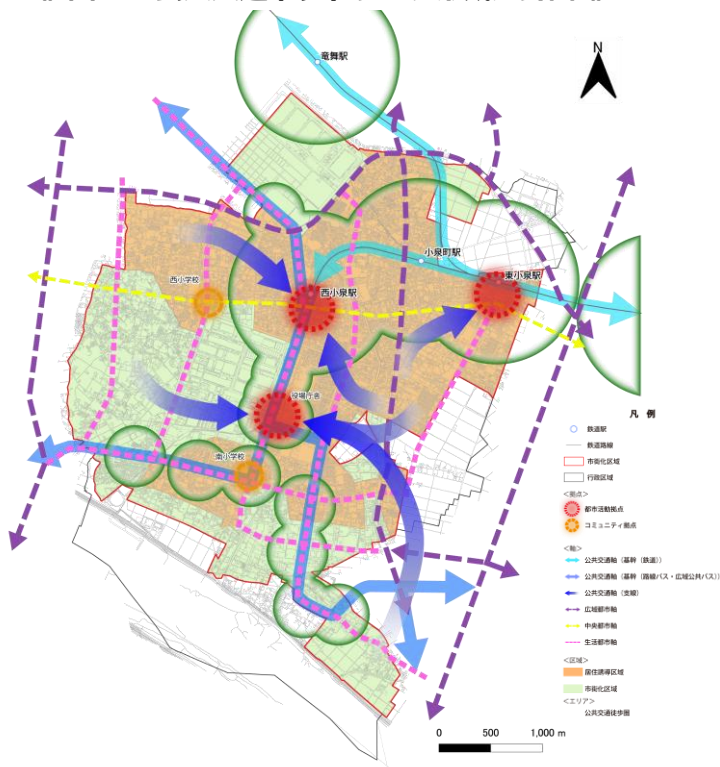 竜舞駅
N
小泉町駅
東小泉駅
西小学校
西小泉駅
役場庁舎
南小学校
凡 例
鉄道駅
鉄道路線
市街化区域
行政区域
<拠点>
都市活動拠点
コミュニティ拠点
<軸>
公共交通軸(基幹(鉄道))
公共交通軸(基幹(路線バス・広域公共バス))
公共交通軸(支線)
広域都市軸
中央都市軸
生活都市軸
<区域>
居住誘導区域
市街化区域
<エリア>
公共交通徒歩圏
0 500 1,000 m